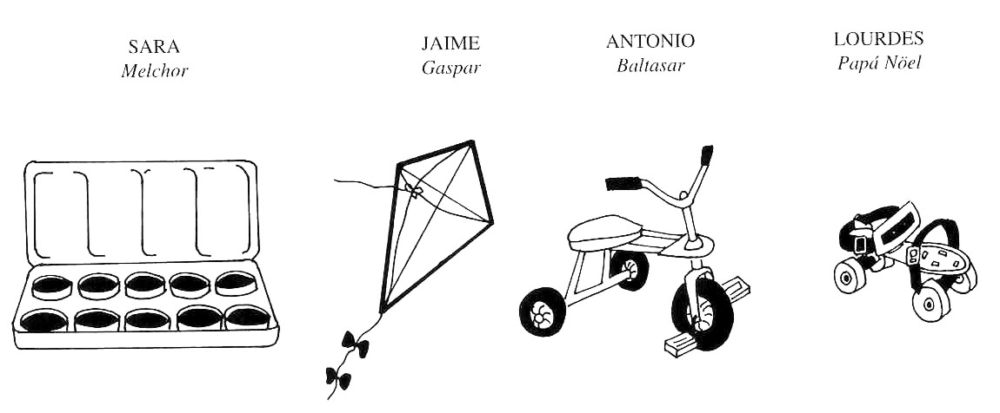 SARA
Melchor
JAIME
Gaspar
ANTONIO
Baltasar
LOURDES
Papá Nöel